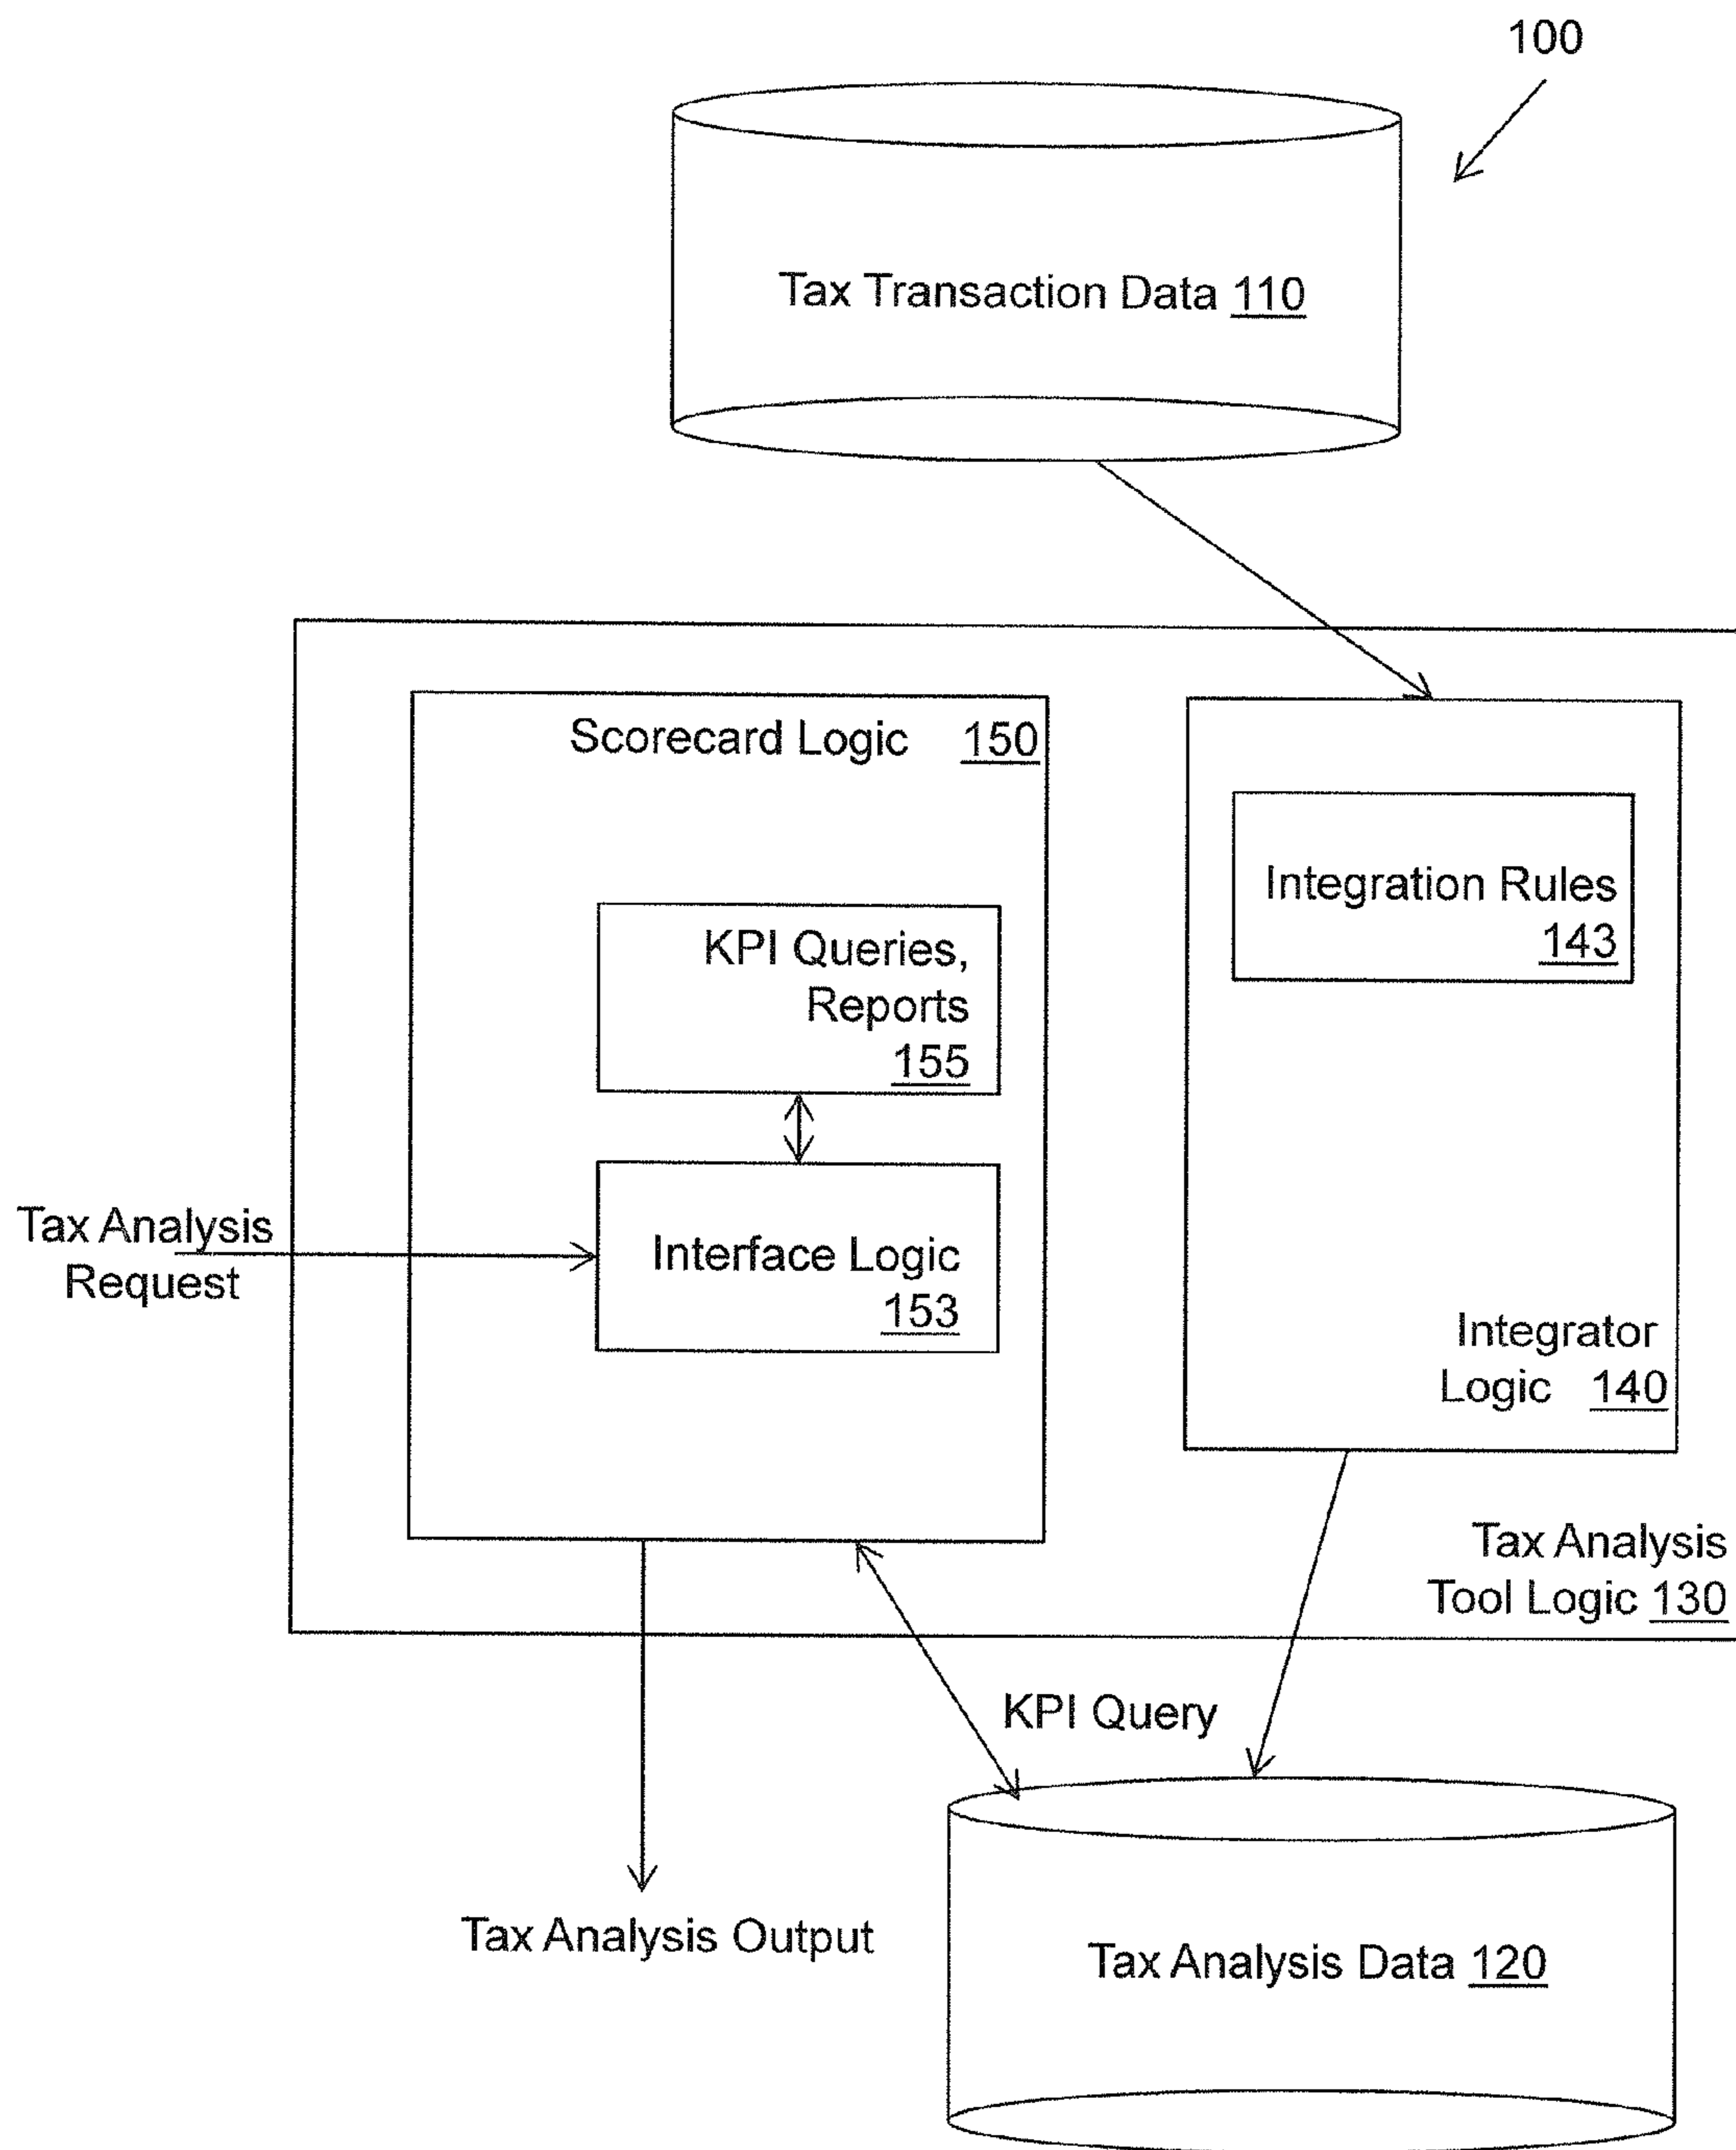 100
Tax Transaction Data 110
Scorecard Logic 150
Integration Rules
143
KPI Queries,
Reports
155
Tax Analysis
Request
Interface Logic
153
Integrator
Logic 140
Tax Analysis
Tool Logic 130
KPI Query
Tax Analysis Output
Tax Analysis Data 120